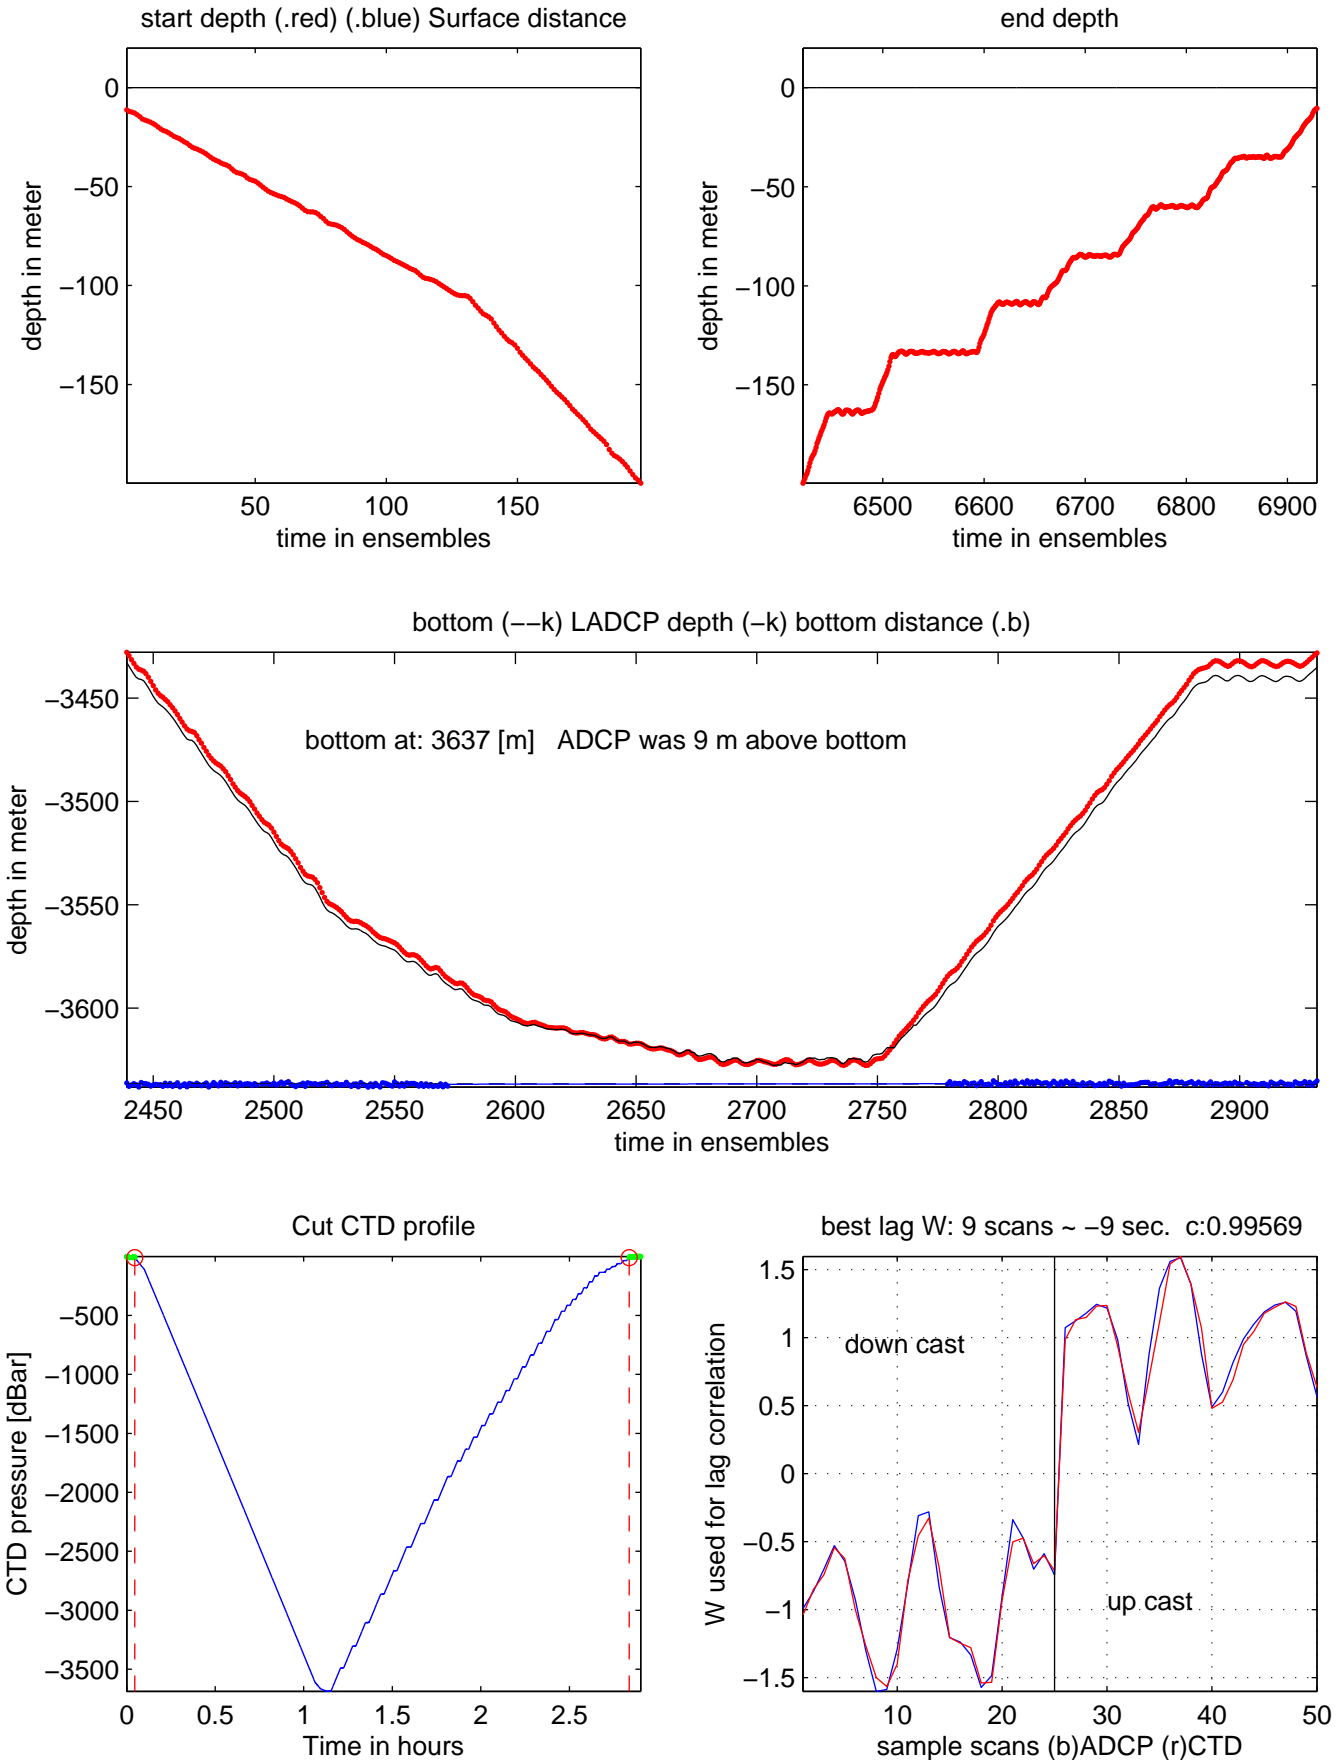 start depth (.red) (.blue) Surface distance
0
−50
−100
−150
depth in meter
50 100 150
time in ensembles
end depth
0
−50
−100
−150
depth in meter
6500 6600 6700 6800 6900
time in ensembles
bottom (−−k) LADCP depth (−k) bottom distance (.b)
−3450
−3500
−3550
−3600
depth in meter
bottom at: 3637 [m] ADCP was 9 m above bottom
2450 2500 2550 2600 2650 2700 2750 2800 2850 2900
time in ensembles
Cut CTD profile
−500
−1000
−1500
−2000
−2500
−3000
−3500
CTD pressure [dBar]
0 0.5 1 1.5 2 2.5
Time in hours
best lag W: 9 scans ~ −9 sec. c:0.99569
1.5
1
0.5
0
−0.5
−1
−1.5
W used for lag correlation
down cast
up cast
10 20 30 40 50
sample scans (b)ADCP (r)CTD